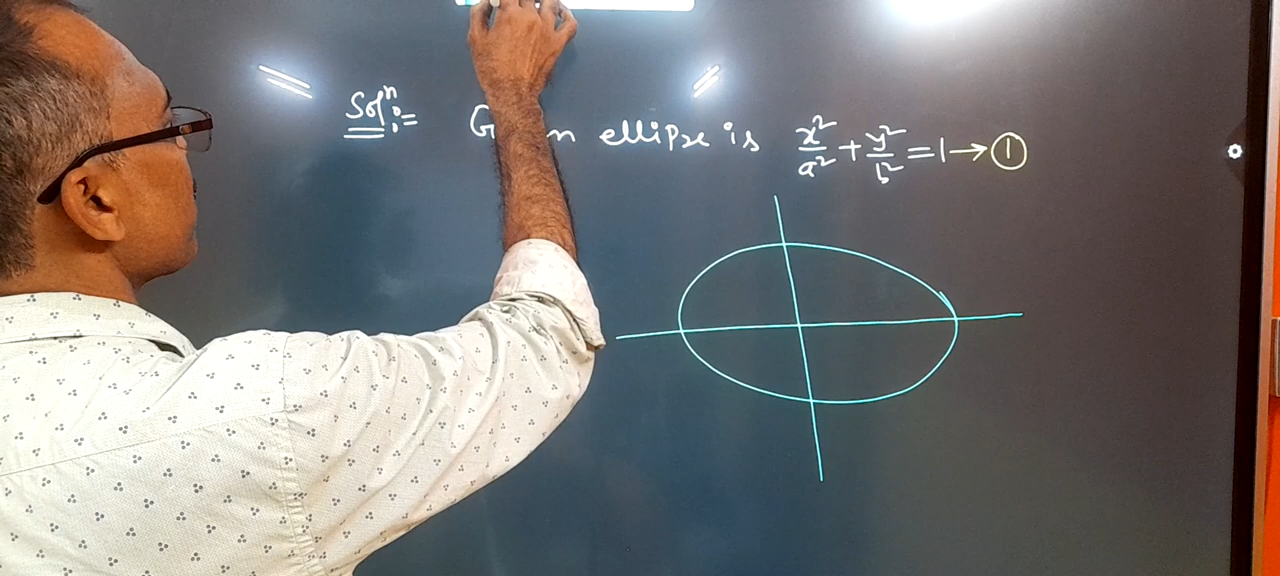 Solⁿ:= ellipse is x²/a² + y²/b² = 1 → ①